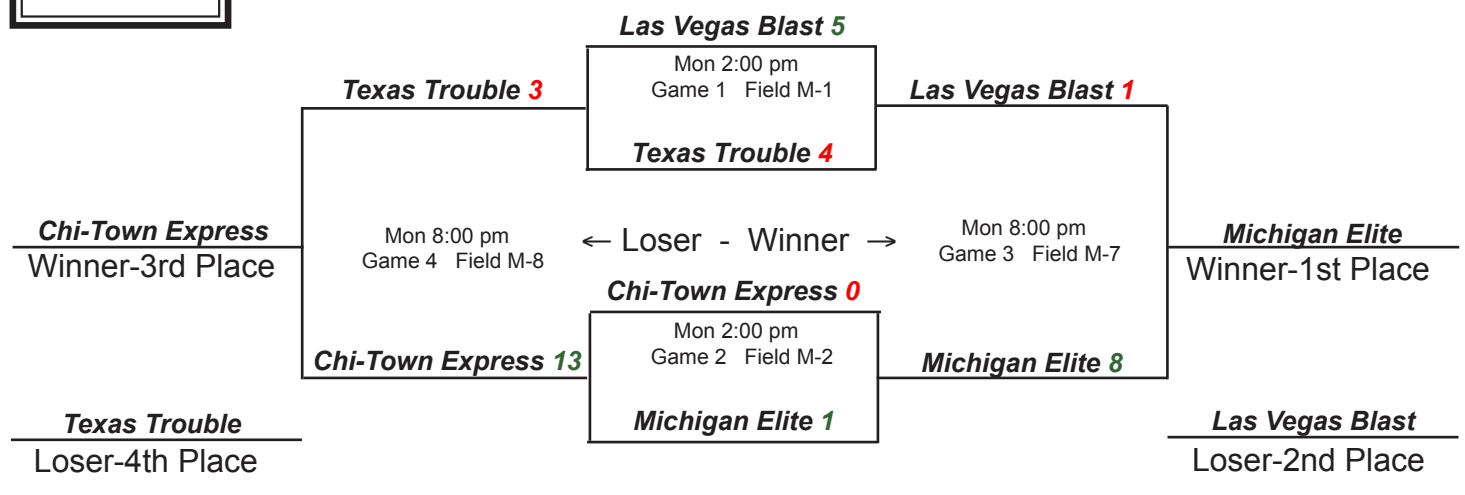 Las Vegas Blast 5
Mon 2:00 pm
Game 1 Field M-1
Texas Trouble 3
Las Vegas Blast 1
Texas Trouble 4
Chi-Town Express
Winner-3rd Place
Mon 8:00 pm
Game 4 Field M-8
← Loser - Winner →
Mon 8:00 pm
Game 3 Field M-7
Michigan Elite
Winner-1st Place
Chi-Town Express 0
Mon 2:00 pm
Game 2 Field M-2
Chi-Town Express 13
Michigan Elite 8
Michigan Elite 1
Texas Trouble
Loser-4th Place
Las Vegas Blast
Loser-2nd Place